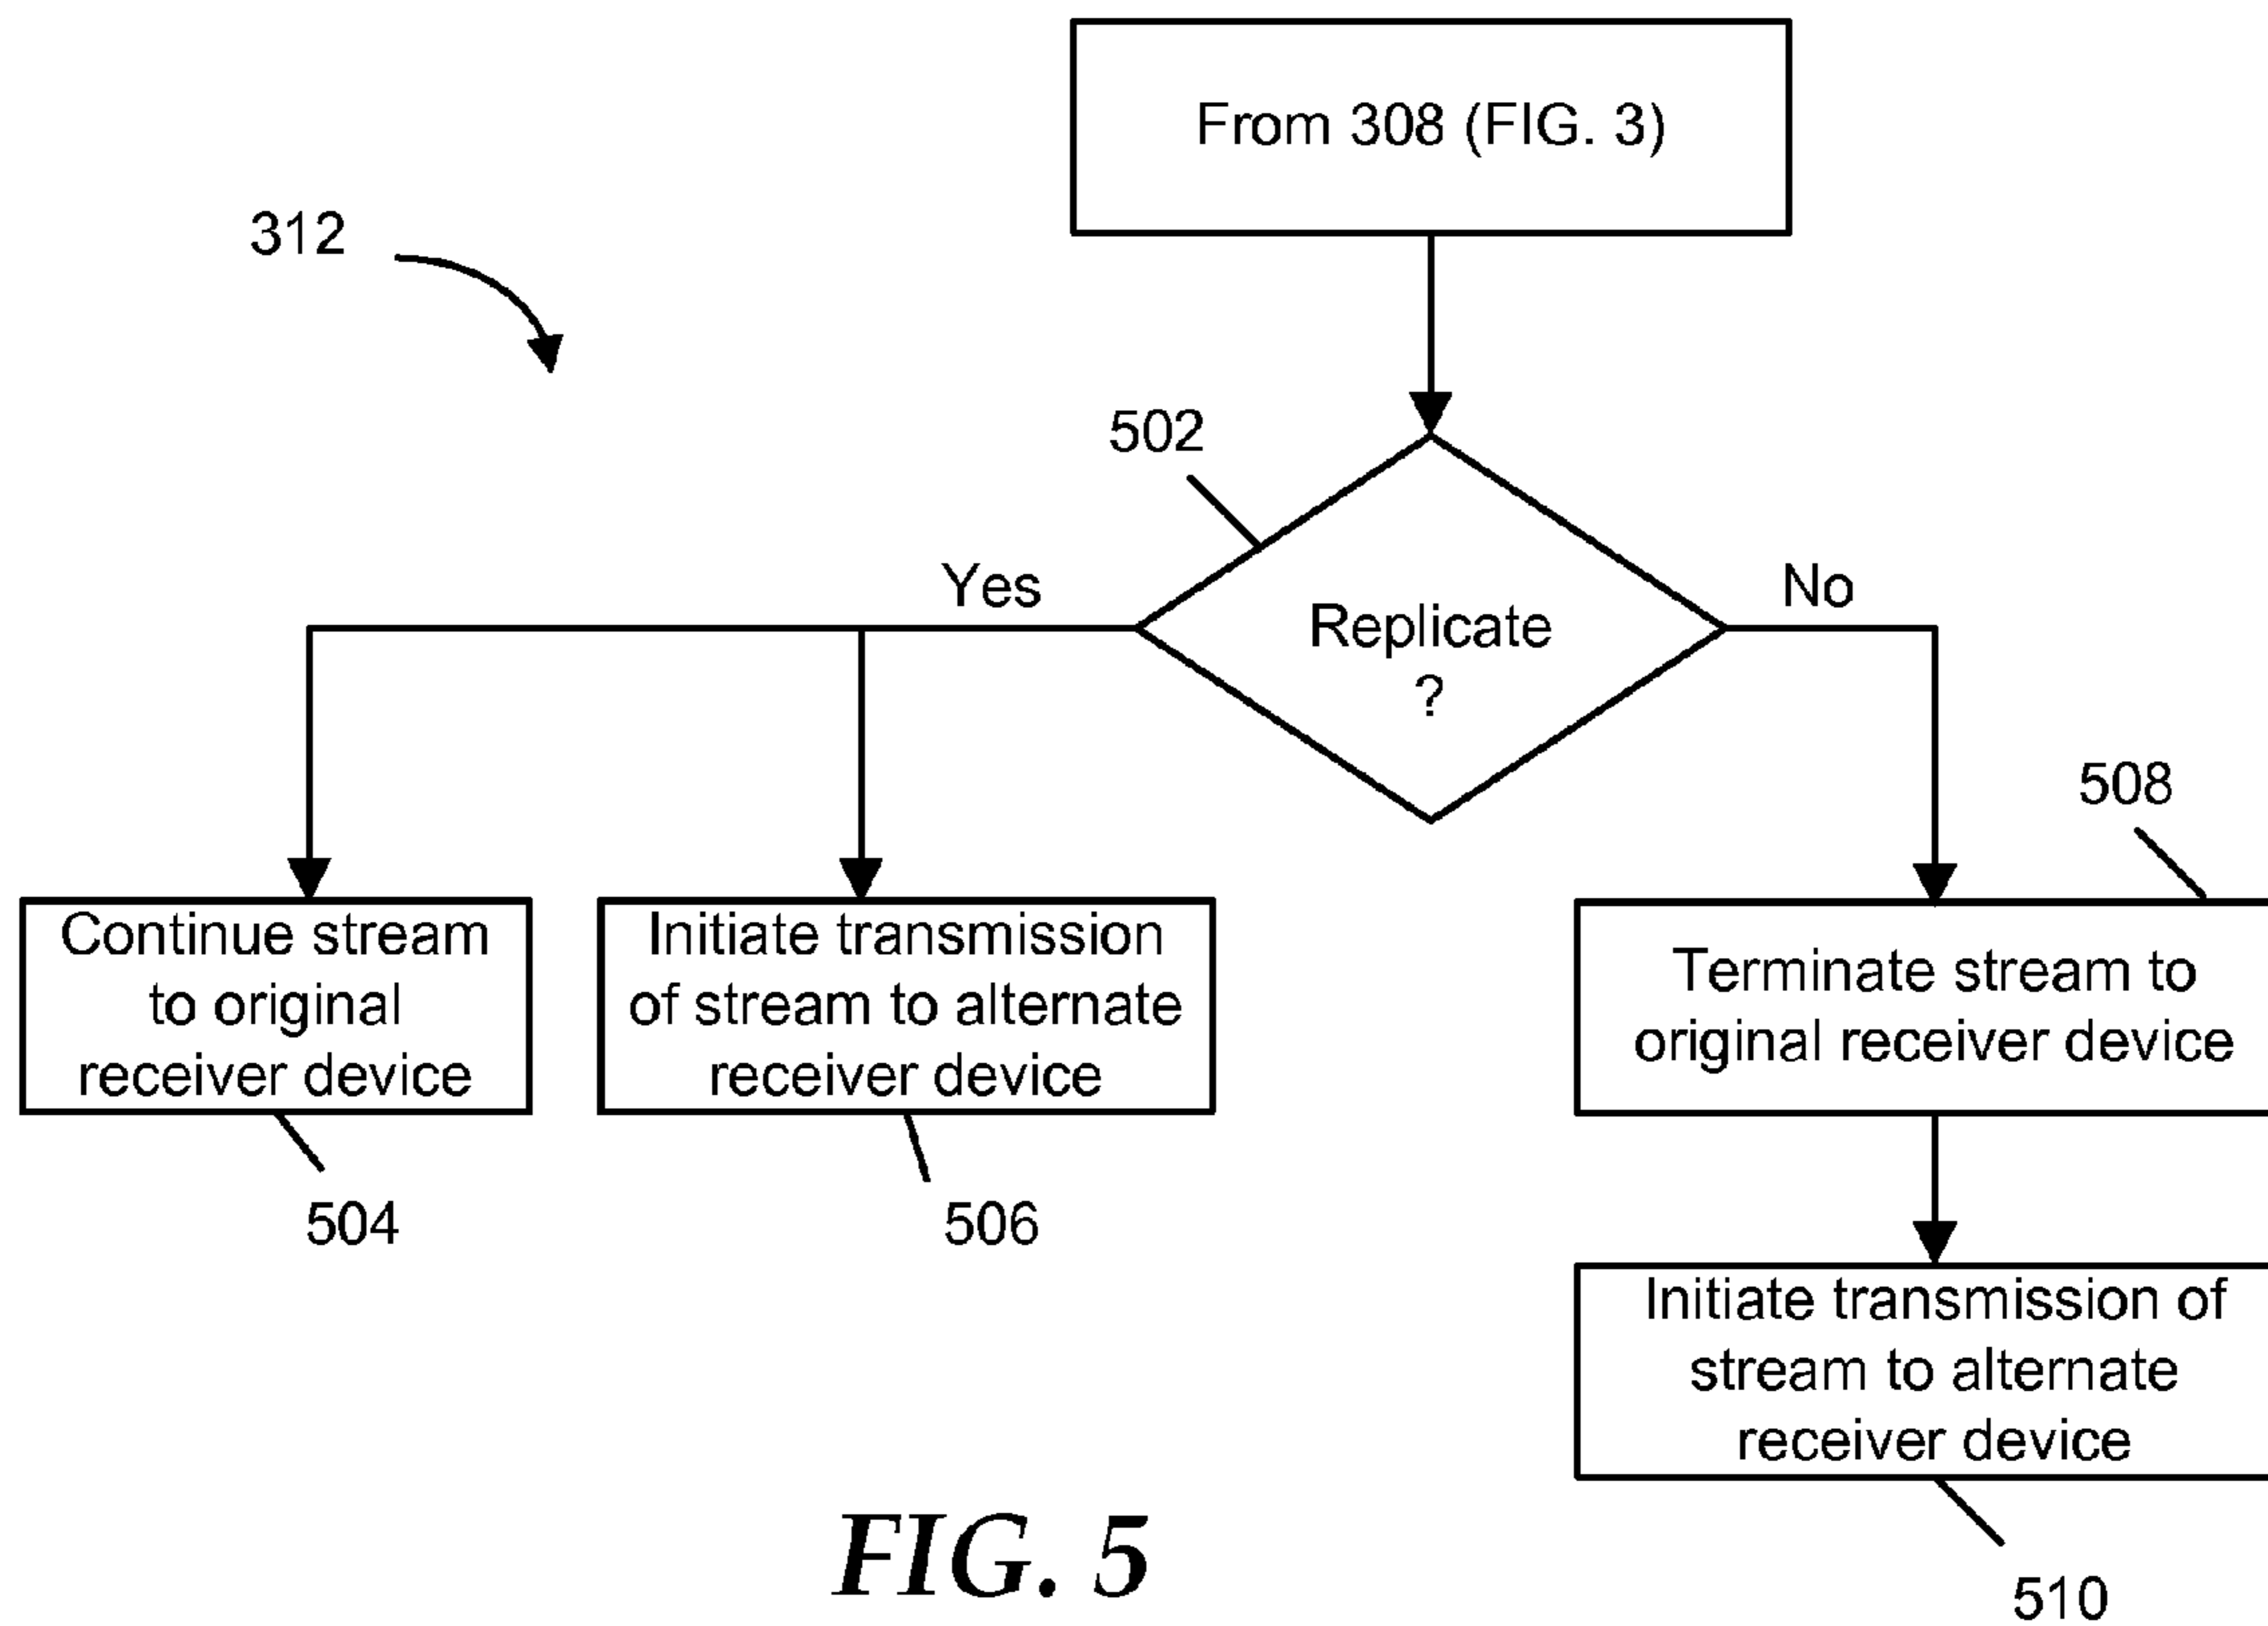 From 308 (FIG. 3)
312
502
Yes
No
Replicate
?
508
Continue stream
to original
receiver device
Initiate transmission
of stream to alternate
receiver device
Terminate stream to
original receiver device
504
506
Initiate transmission of
stream to alternate
receiver device
FIG. 5
510